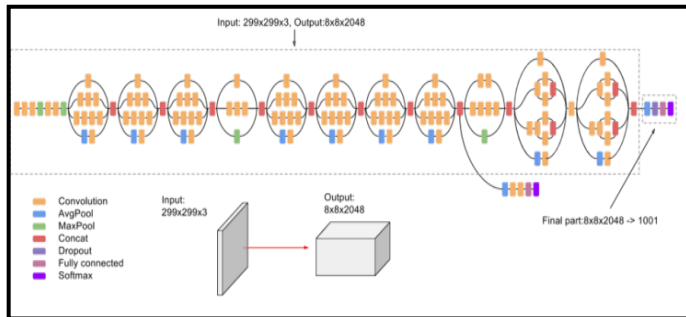 Input: 299x299x3, Output:8x8x2048
Final part:8x8x2048 -> 1001
Convolution
AvgPool
MaxPool
Concat
Dropout
Fully connected
Softmax
Input:
299x299x3
Output:
8x8x2048